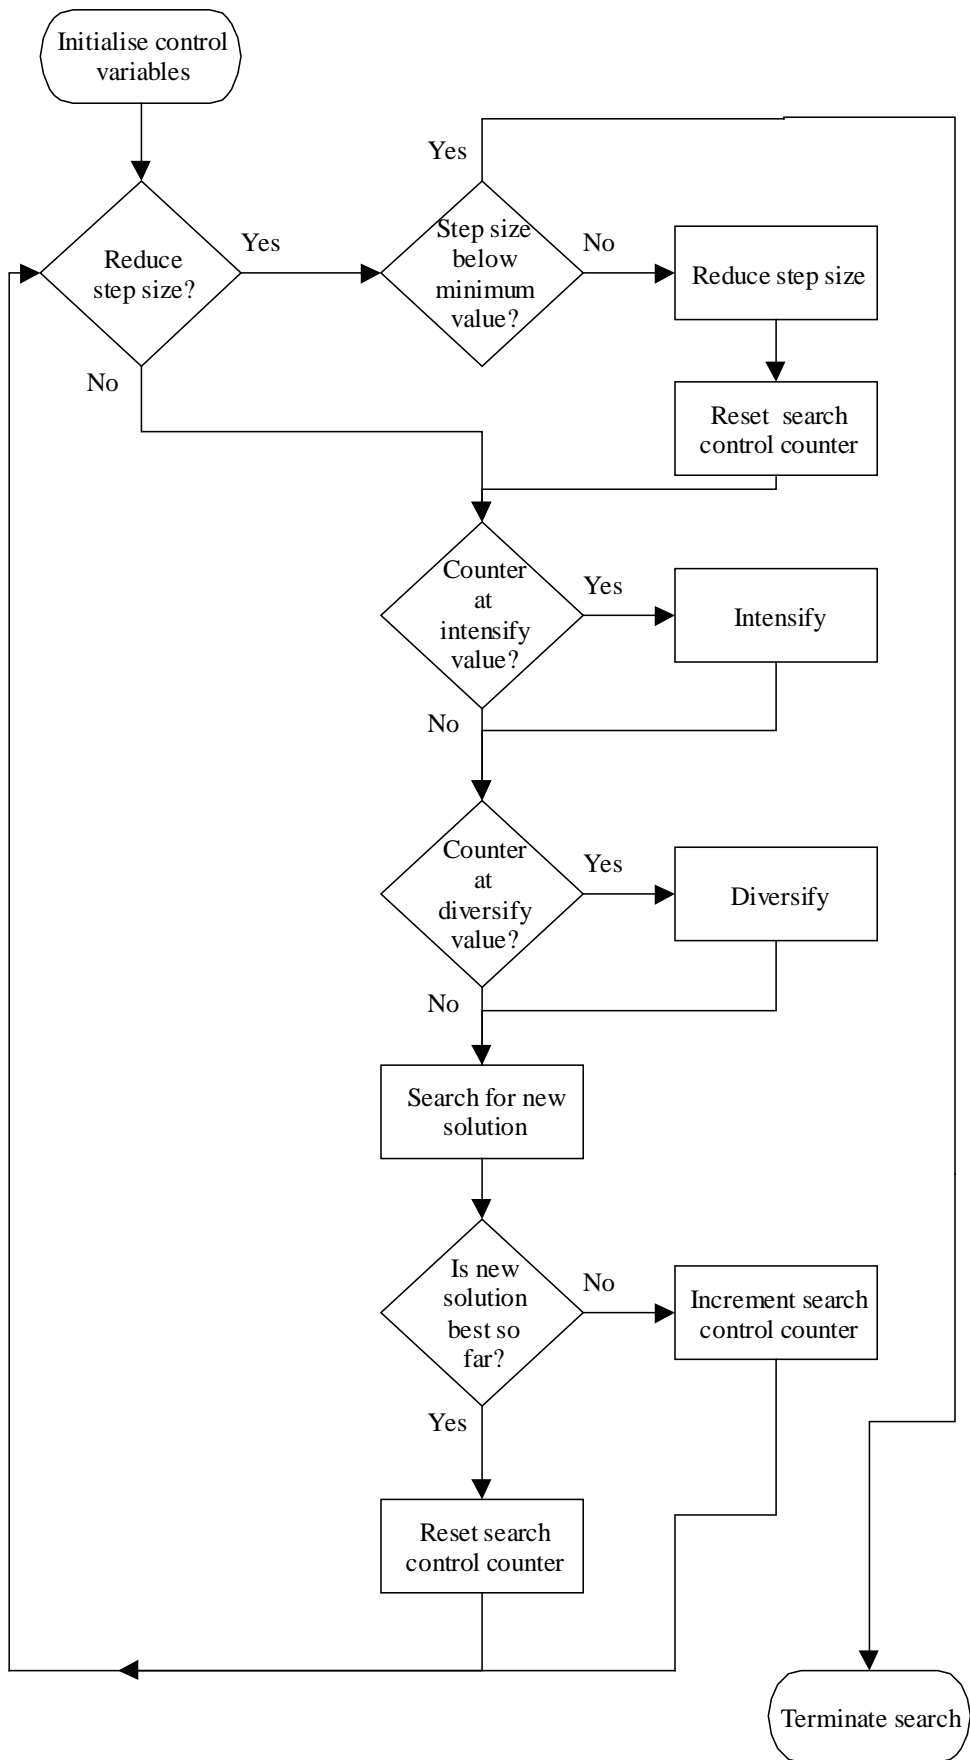 Initialise control
variables
Yes
Reduce
step size?
Yes
Step size
below
minimum
value?
No
Reduce step size
No
Reset search
control counter
Counter
at
intensify
value?
Yes
Intensify
No
Counter
at
diversify
value?
Yes
Diversify
No
Search for new
solution
Is new
solution
best so
far?
No
Increment search
control counter
Yes
Reset search
control counter
Terminate search